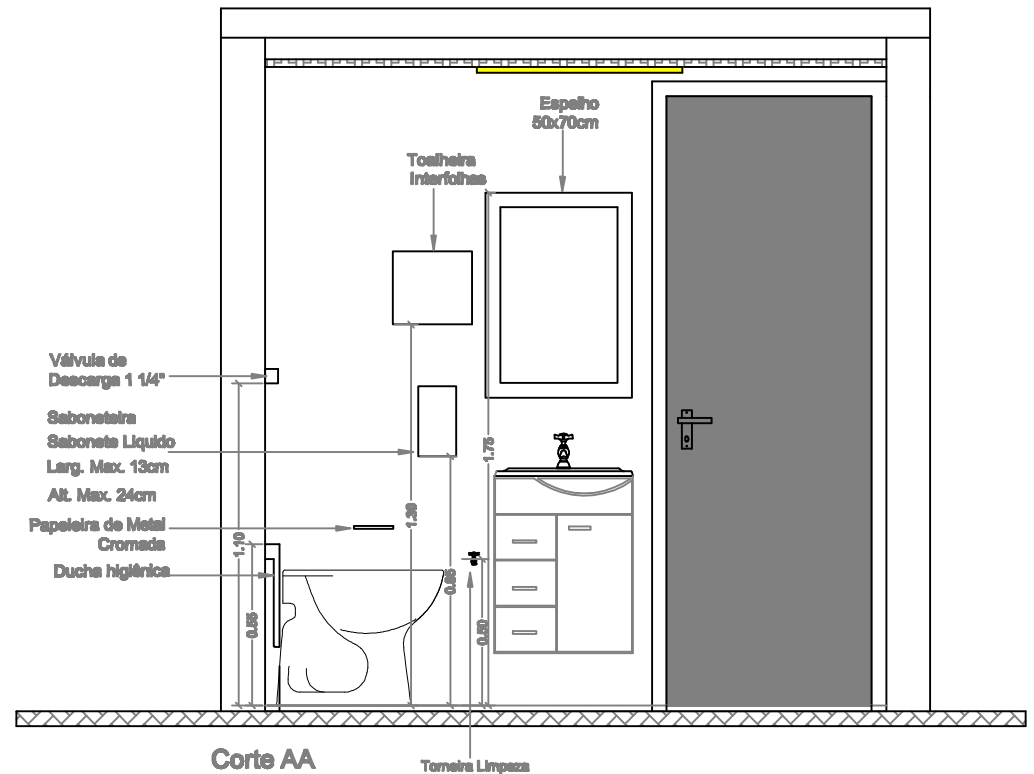 Espelho
50x70cm
Toalheira
Interfolhas
Válvula de
Descarga 1 1/4"
Saboneteira
Sabonete Liquido
Larg. Max. 13cm
Alt. Max. 24cm
Papeleira de Metal
Cromada
Ducha higiênica
1.10
0.55
1.30
0.85
0.50
1.75
Corte AA
Torneira Limpaza